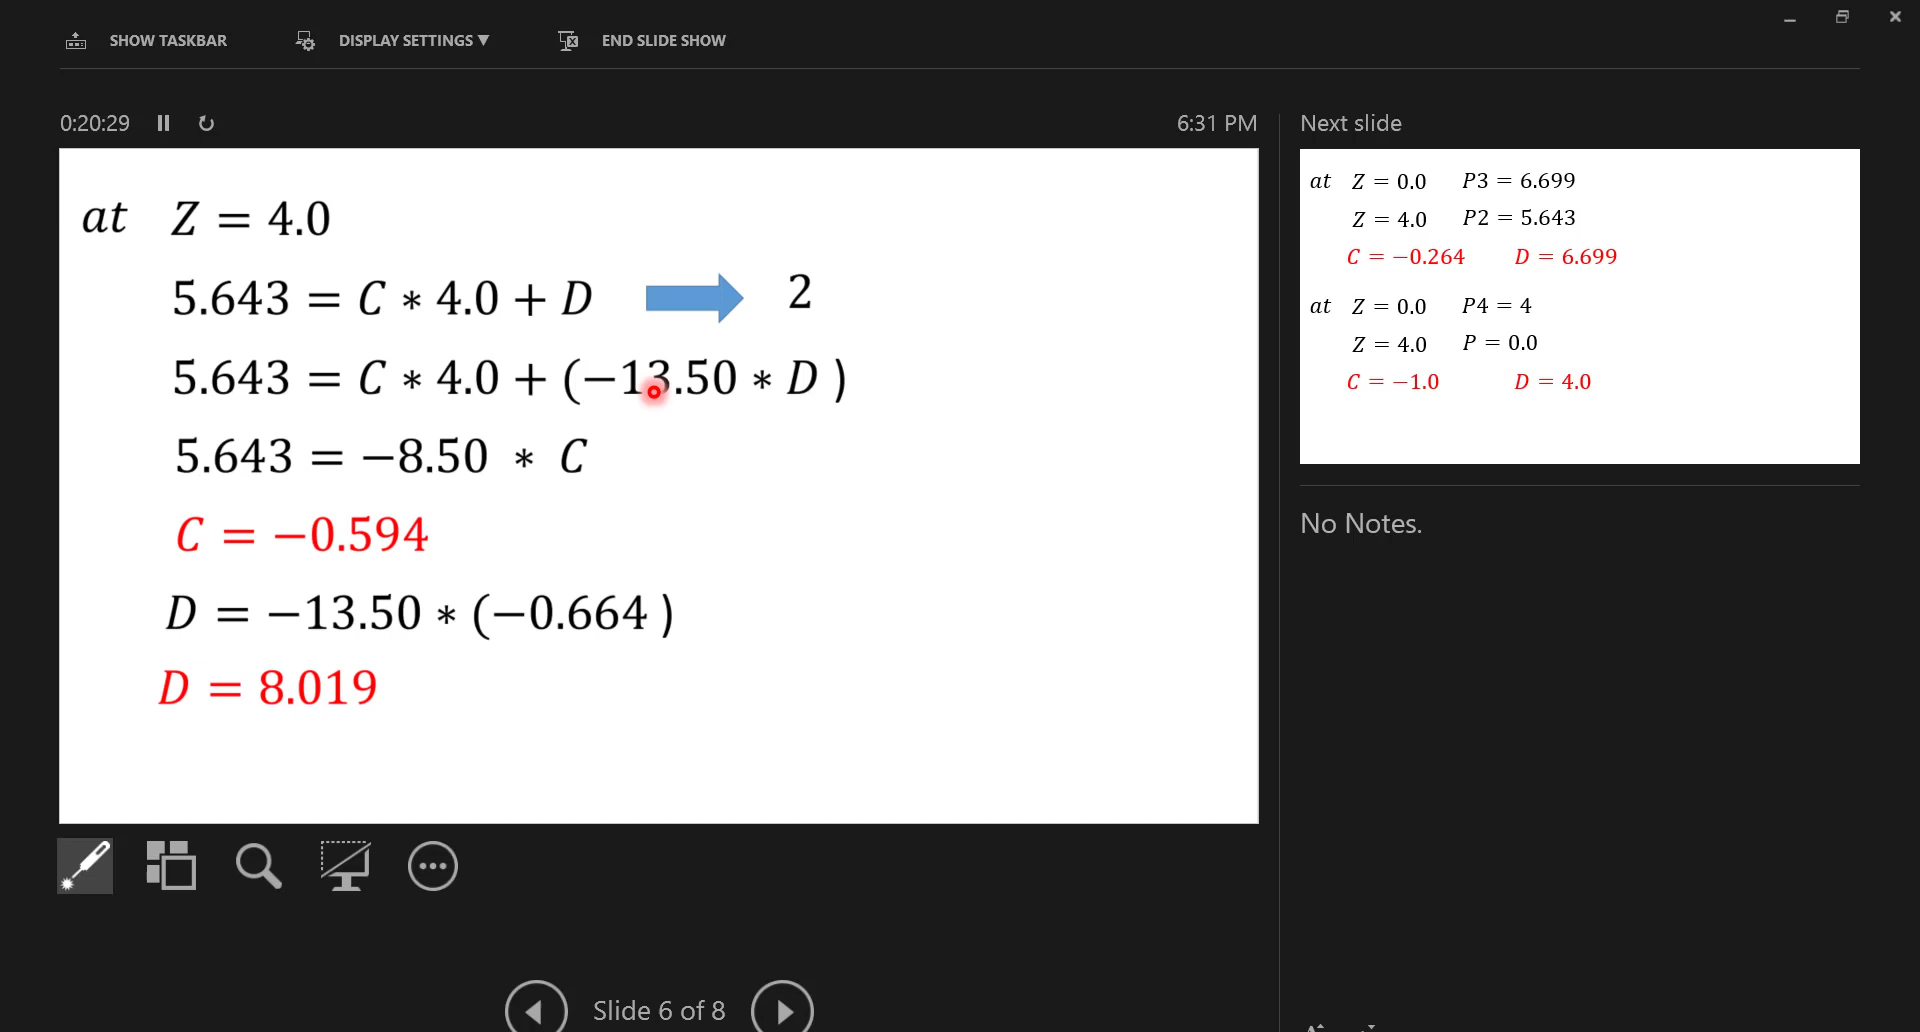 SHOW TASKBAR DISPLAY SETTINGS ▼ END SLIDE SHOW
0:20:29 6:31 PM
at Z = 4.0
5.643 = C * 4.0 + D 2
5.643 = C * 4.0 + (−13.50 * D )
5.643 = −8.50 * C
C = −0.594
D = −13.50 * (−0.664 )
D = 8.019
Slide 6 of 8
Next slide
at Z = 0.0 P3 = 6.699
Z = 4.0 P2 = 5.643
C = −0.264 D = 6.699
at Z = 0.0 P4 = 4
Z = 4.0 P = 0.0
C = −1.0 D = 4.0
No Notes.